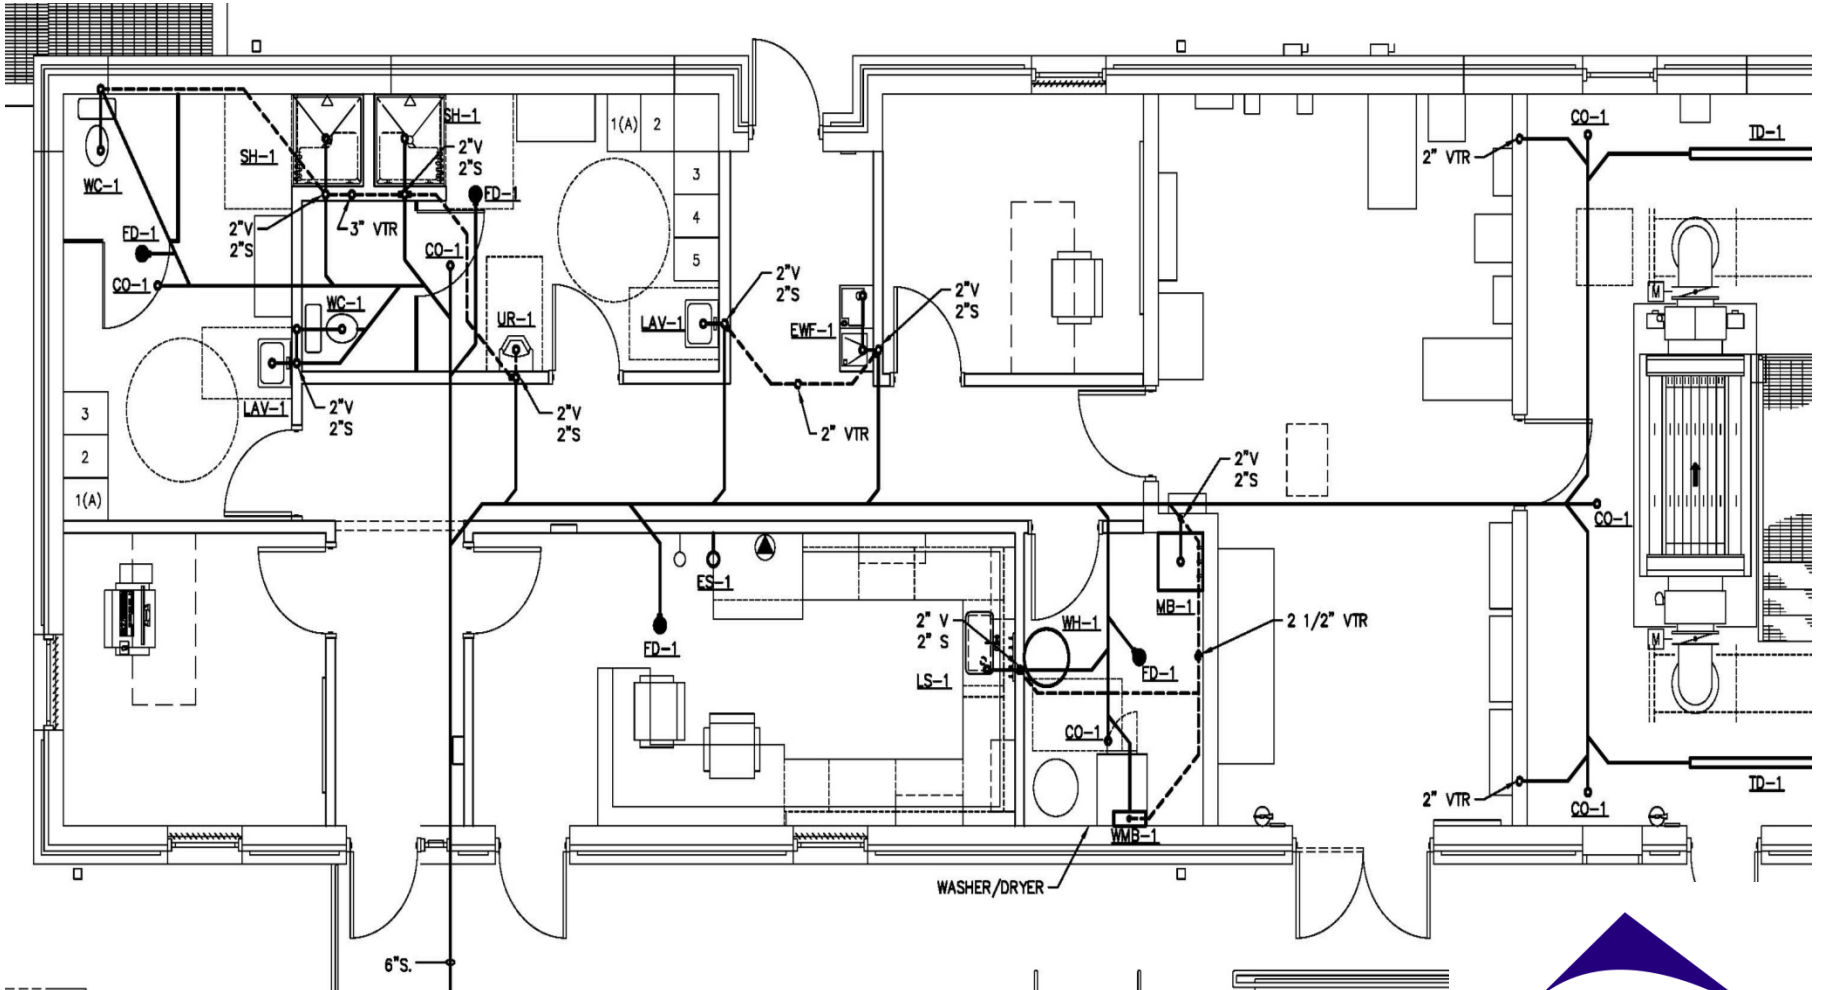 CO-1
TD-1
1(A)
2
SH-1
2"V
2"S
2" VTR
SH-1
WC-1
3
FD-1
4
2"V
2"S
3" VTR
FD-1
CO-1
5
2"V
2"S
2"V
2"S
CO-1
M
WC-1
UR-1
LAV-1
EWF-1
LAV-1
2"V
2"S
2"V
2"S
2" VTR
3
2
1(A)
2"V
2"S
CO-1
ES-1
MB-1
2" V
2" S
WH-1
2 1/2" VTR
M
FD-1
LS-1
FD-1
CO-1
2" VTR
TD-1
CO-1
WMB-1
WASHER/DRYER
6"S.